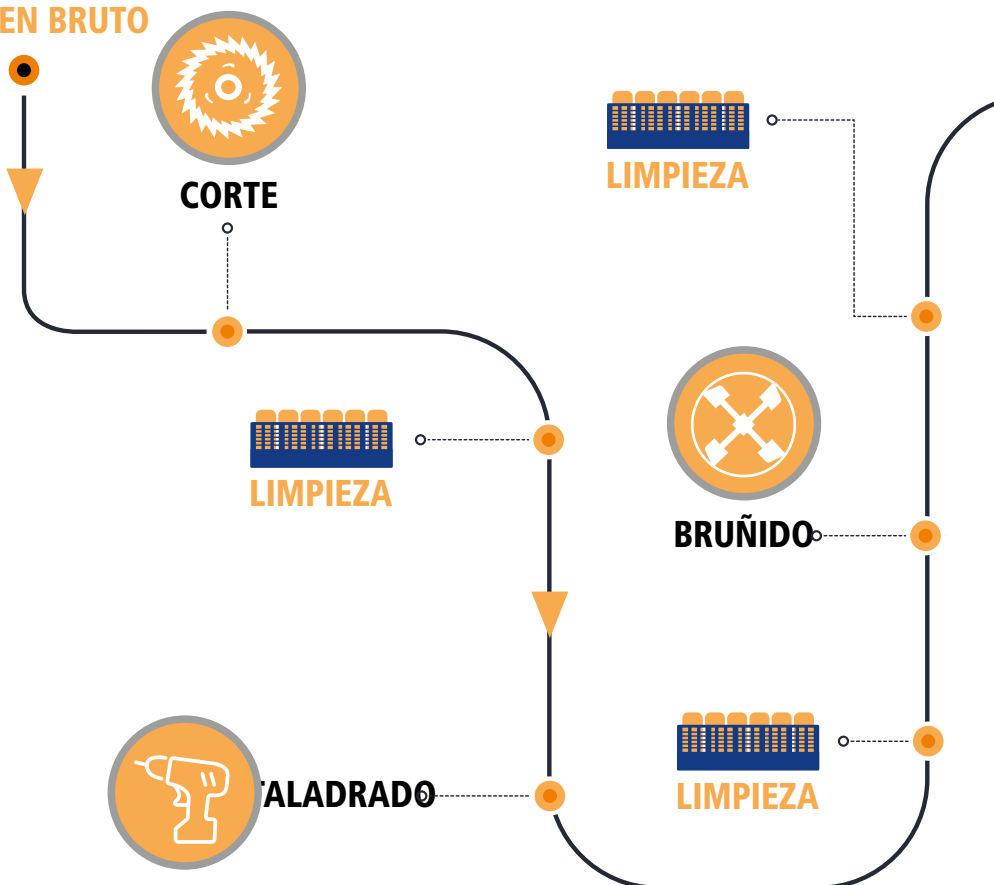 EN BRUTO
CORTE
LIMPIEZA
LIMPIEZA
BRUÑIDO
TALADRADO
LIMPIEZA